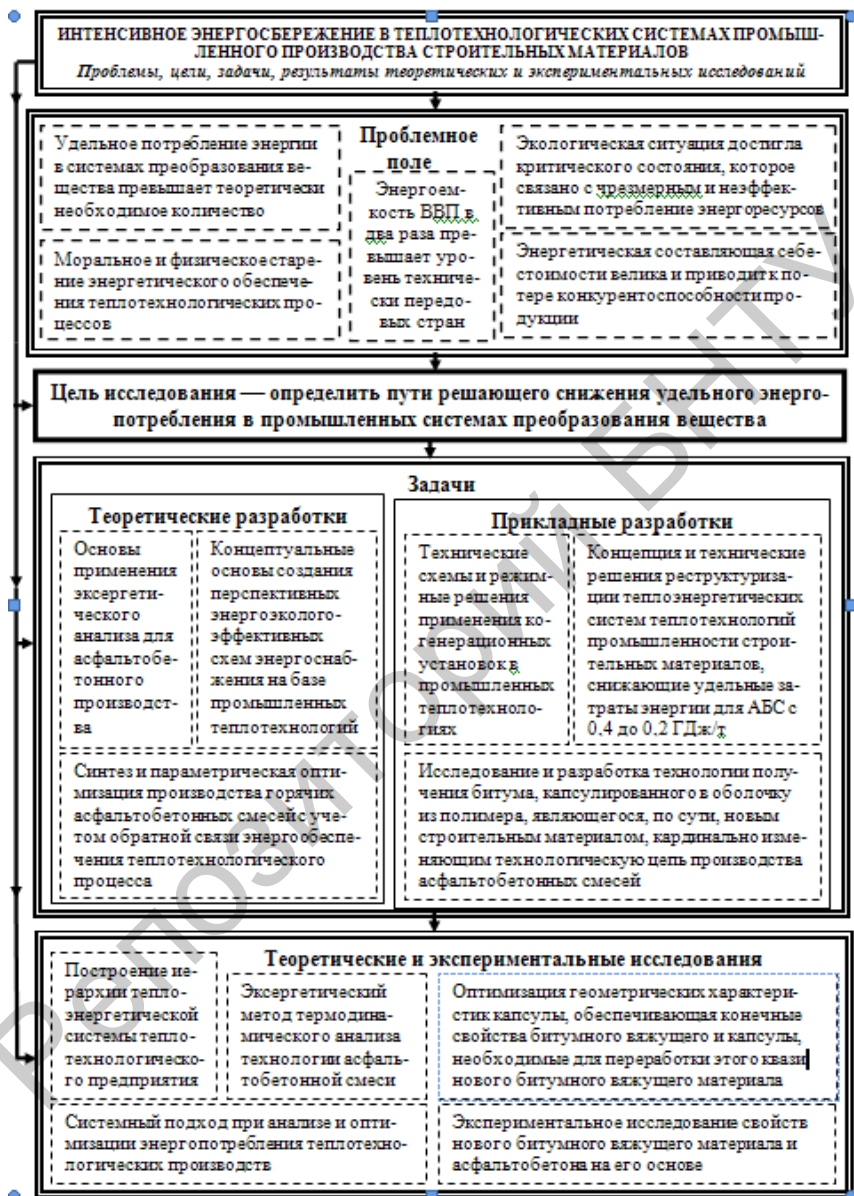 ИНТЕНСИВНОЕ ЭНЕРГОСБЕРЕЖЕНИЕ В ТЕПЛОТЕХНОЛОГИЧЕСКИХ СИСТЕМАХ ПРОМЫШ-
ЛЕННОГО ПРОИЗВОДСТВА СТРОИТЕЛЬНЫХ МАТЕРИАЛОВ
Проблемы, цели, задачи, результаты теоретических и экспериментальных исследований
Проблемное
поле
Удельное потребление энергии
в системах преобразования ве-
щества превышает теоретически
необходимое количество
Моральное и физическое старе-
ние энергетического обеспече-
ния теплотехнологических про-
цессов
Энергоем-
кость ВВП в
два раза пре-
вышает уро-
вень техниче-
ски передо-
вых стран
Экологическая ситуация достигла
критического состояния, которое
связано с чрезмерным и неэффек-
тивным потребление энергоресурсов
Энергетическая составляющая себе-
стоимости велика и приводит к по-
тере конкурентоспособности про-
дукции
Цель исследования — определить пути решающего снижения удельного энерго-
потребления в промышленных системах преобразования вещества
Задачи
Теоретические разработки
Основы
применения
эксергети-
ческого
анализа для
асфальтобе-
тонного
производст-
ва
Концептуальные
основы создания
перспективных
энергоэколого-
эффективных
схем энергоснаб-
жения на базе
промышленных
теплотехнологий
Синтез и параметрическая опти-
мизация производства горячих
асфальтобетонных смесей с уче-
том обратной связи энергообеспе-
чения теплотехнологического
процесса
Прикладные разработки
Технические
схемы и режим-
ные решения
применения ко-
генерационных
установок в
промышленных
теплотехноло-
гиях
Концепция и технические
решения реструктуриза-
ции теплоэнергетических
систем теплотехнологий
промышленности строи-
тельных материалов,
снижающие удельные за-
траты энергии для АБС с
0.4 до 0.2 ГДж/т
Исследование и разработка технологии полу-
чения битума, капсулированного в оболочку
из полимера, являющегося, по сути, новым
строительным материалом, кардинально изме-
няющим технологическую цепь производства
асфальтобетонных смесей
Теоретические и экспериментальные исследования
Построение ие-
рархии тепло-
энергетической
системы тепло-
технологическо-
го предприятия
Эксергетический
метод термодина-
мического анализа
технологии асфаль-
тобетонной смеси
Оптимизация геометрических характери-
стик капсулы, обеспечивающая конечные
свойства битумного вяжущего и капсулы,
необходимые для переработки этого квази
нового битумного вяжущего материала
Системный подход при анализе и опти-
мизации энергопотребления теплотехно-
логических производств
Экспериментальное исследование свойств
нового битумного вяжущего материала и
асфальтобетона на его основе
Репозиторий БНТУ